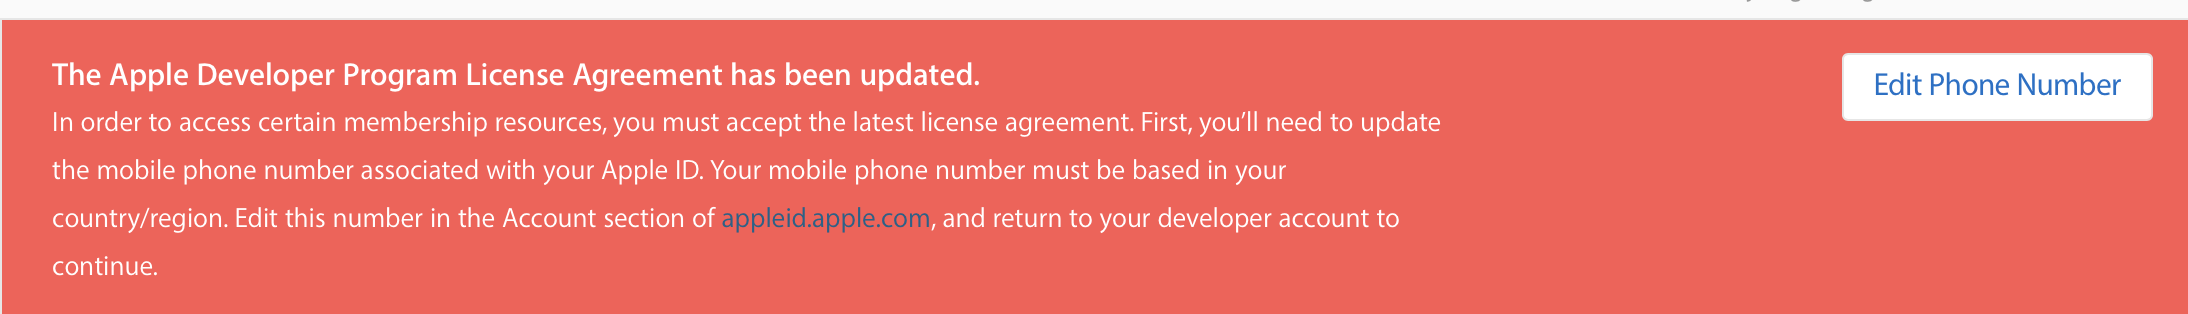 The Apple Developer Program License Agreement has been updated.
Edit Phone Number
In order to access certain membership resources, you must accept the latest license agreement. First, you’ll need to update
the mobile phone number associated with your Apple ID. Your mobile phone number must be based in your
country/region. Edit this number in the Account section of appleid.apple.com, and return to your developer account to
continue.